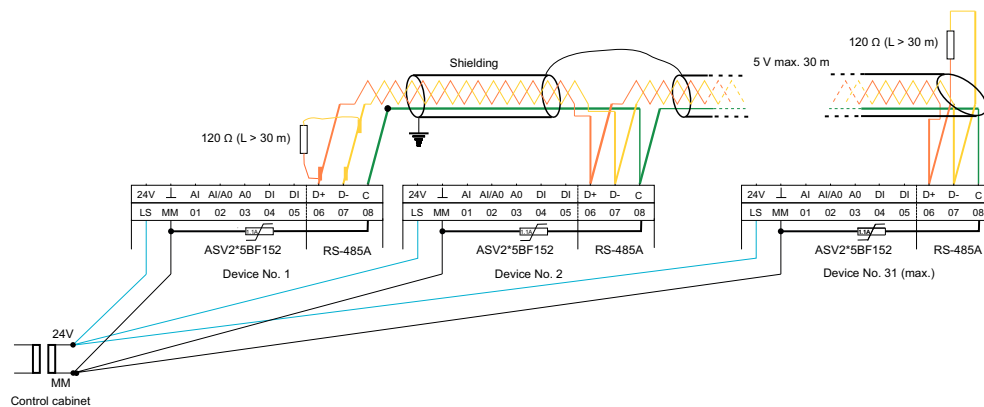 120 Ω (L > 30 m)
Shielding
5 V max. 30 m
120 Ω (L > 30 m)
24V ⊥ AI AI/A0 A0 DI DI D+ D- C
LS MM 01 02 03 04 05 06 07 08
1.1A
ASV2*5BF152 RS-485A
Device No. 1
24V ⊥ AI AI/A0 A0 DI DI D+ D- C
LS MM 01 02 03 04 05 06 07 08
1.1A
ASV2*5BF152 RS-485A
Device No. 2
24V ⊥ AI AI/A0 A0 DI DI D+ D- C
LS MM 01 02 03 04 05 06 07 08
1.1A
ASV2*5BF152 RS-485A
Device No. 31 (max.)
24V
MM
Control cabinet